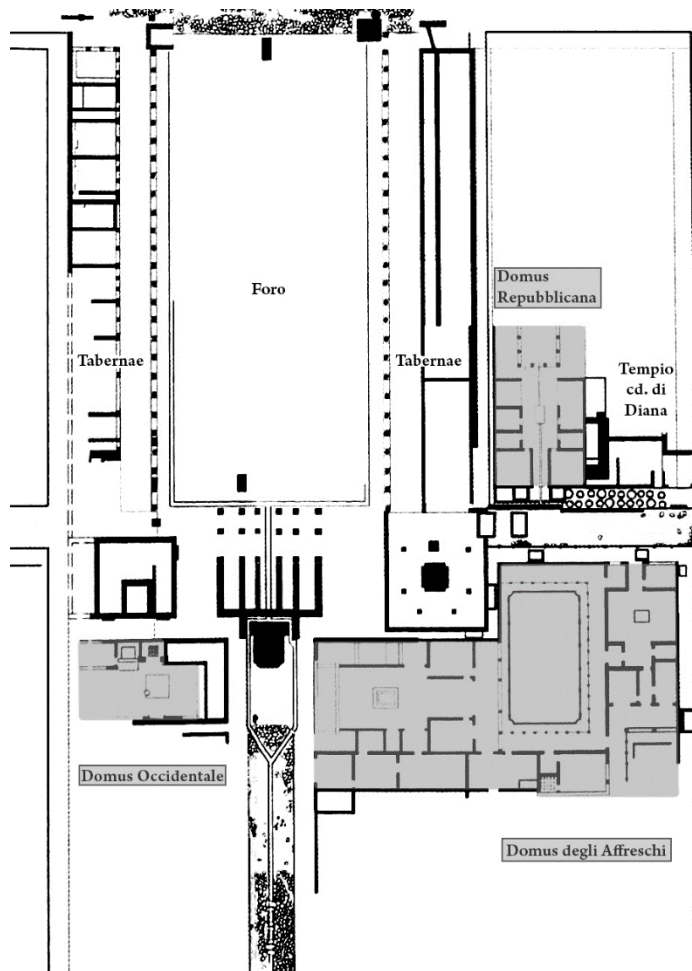 Domus
Repubblicana
Foro
Tabernae
Tabernae
Tempio
cd. di
Diana
Domus Occidentale
Domus degli Affreschi